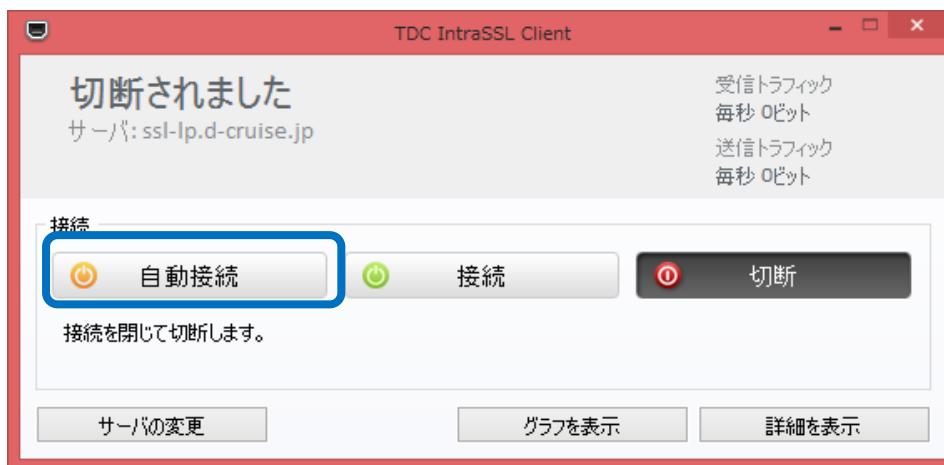 TDC IntraSSL Client
切断されました
サーバ: ssl-lp.d-cruise.jp
受信トラフィック
毎秒 0ビット
送信トラフィック
毎秒 0ビット
接続
自動接続
接続
切断
接続を閉じて切断します。
サーバの変更
グラフを表示
詳細を表示